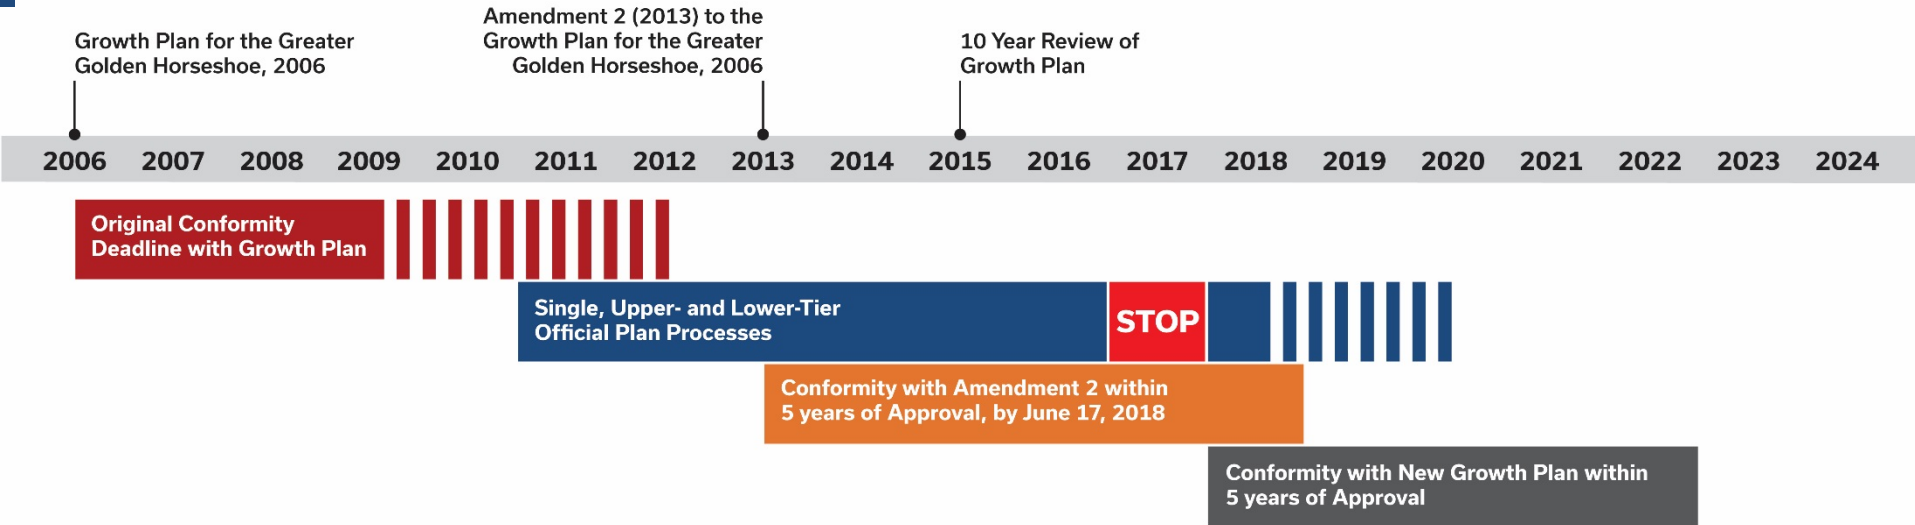 Growth Plan for the Greater
Golden Horseshoe, 2006
Amendment 2 (2013) to the
Growth Plan for the Greater
Golden Horseshoe, 2006
10 Year Review of
Growth Plan
2006 2007 2008 2009 2010 2011 2012 2013 2014 2015 2016 2017 2018 2019 2020 2021 2022 2023 2024
Original Conformity
Deadline with Growth Plan
Single, Upper- and Lower-Tier
Official Plan Processes
STOP
Conformity with Amendment 2 within
5 years of Approval, by June 17, 2018
Conformity with New Growth Plan within
5 years of Approval